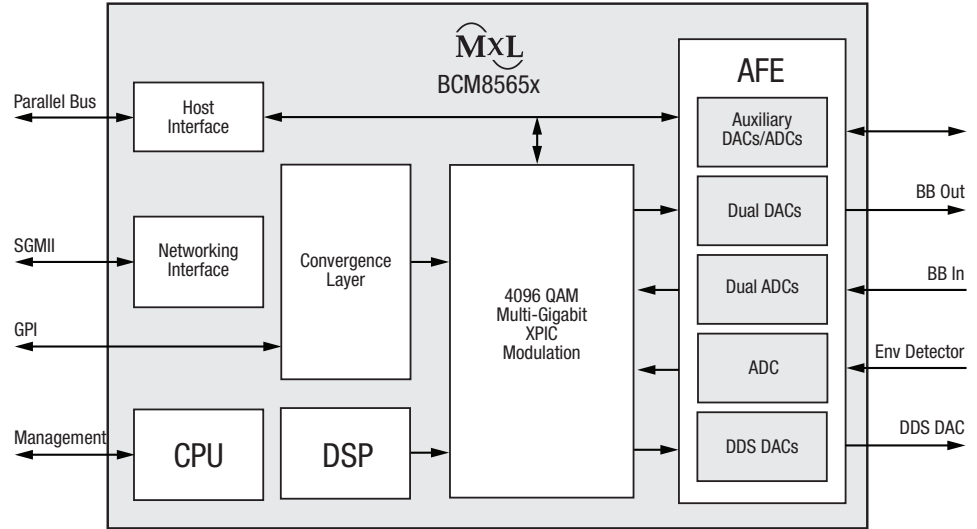 MxL
BCM8565x
AFE
Parallel Bus
Host
Interface
Auxiliary
DACs/ADCs
Dual DACs
BB Out
SGMII
Networking
Interface
Convergence
Layer
4096 QAM
Multi-Gigabit
XPIC
Modulation
Dual ADCs
BB In
GPI
ADC
Env Detector
Management
CPU
DSP
DDS DACs
DDS DAC